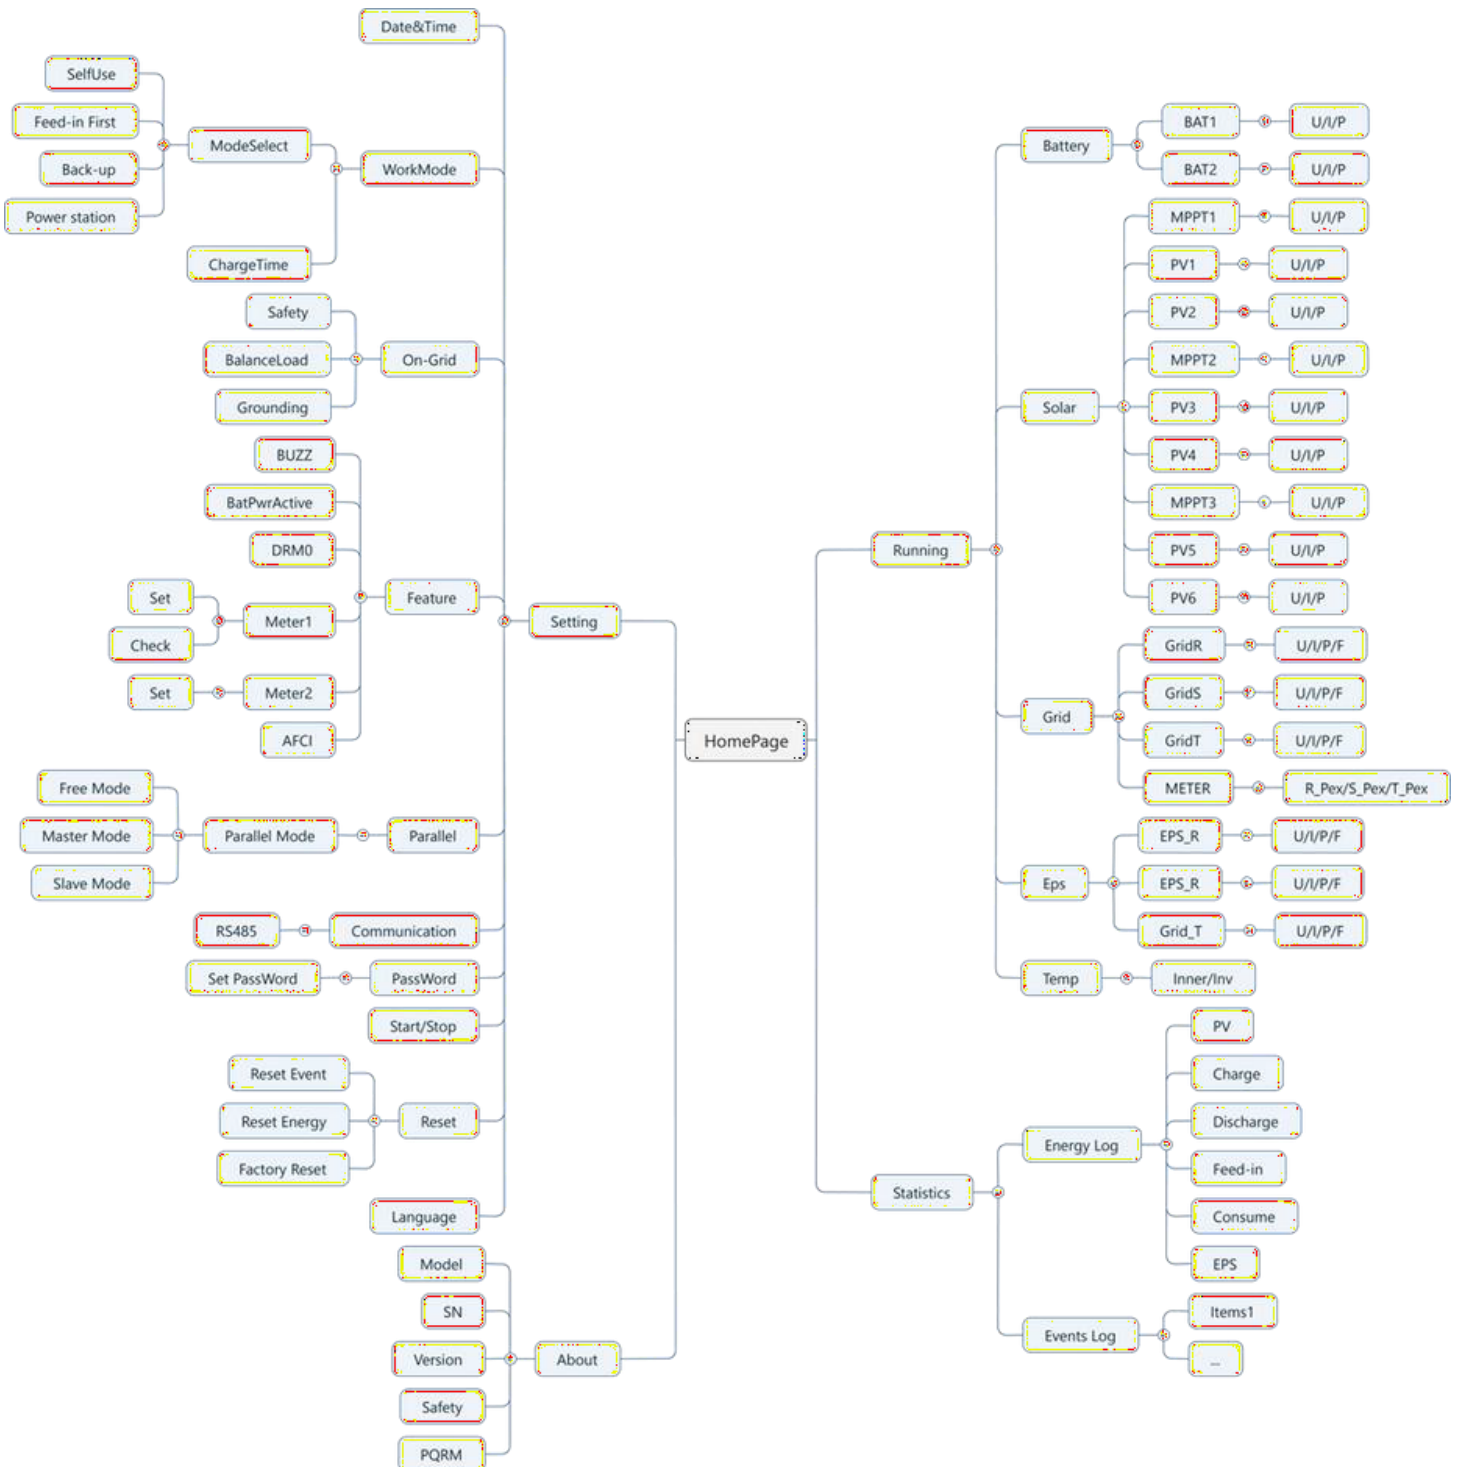 Date&Time
SelfUse
Feed-in First
Back-up
Power station
ModeSelect
ChargeTime
WorkMode
Safety
BalanceLoad
Grounding
On-Grid
BUZZ
BatPwrActive
DRM0
Set
Check
Meter1
Set
Meter2
AFCI
Feature
Setting
Free Mode
Master Mode
Slave Mode
Parallel Mode
Parallel
RS485
Communication
Set PassWord
PassWord
Start/Stop
Reset Event
Reset Energy
Factory Reset
Reset
Language
Model
SN
Version
Safety
PQRM
About
HomePage
Running
Battery
BAT1
U/I/P
BAT2
U/I/P
Solar
MPPT1
U/I/P
PV1
U/I/P
PV2
U/I/P
MPPT2
U/I/P
PV3
U/I/P
PV4
U/I/P
MPPT3
U/I/P
PV5
U/I/P
PV6
U/I/P
Grid
GridR
U/I/P/F
GridS
U/I/P/F
GridT
U/I/P/F
METER
R_Pex/S_Pex/T_Pex
Eps
EPS_R
U/I/P/F
EPS_R
U/I/P/F
Grid_T
U/I/P/F
Temp
Inner/Inv
Statistics
Energy Log
PV
Charge
Discharge
Feed-in
Consume
EPS
Events Log
Items1
...